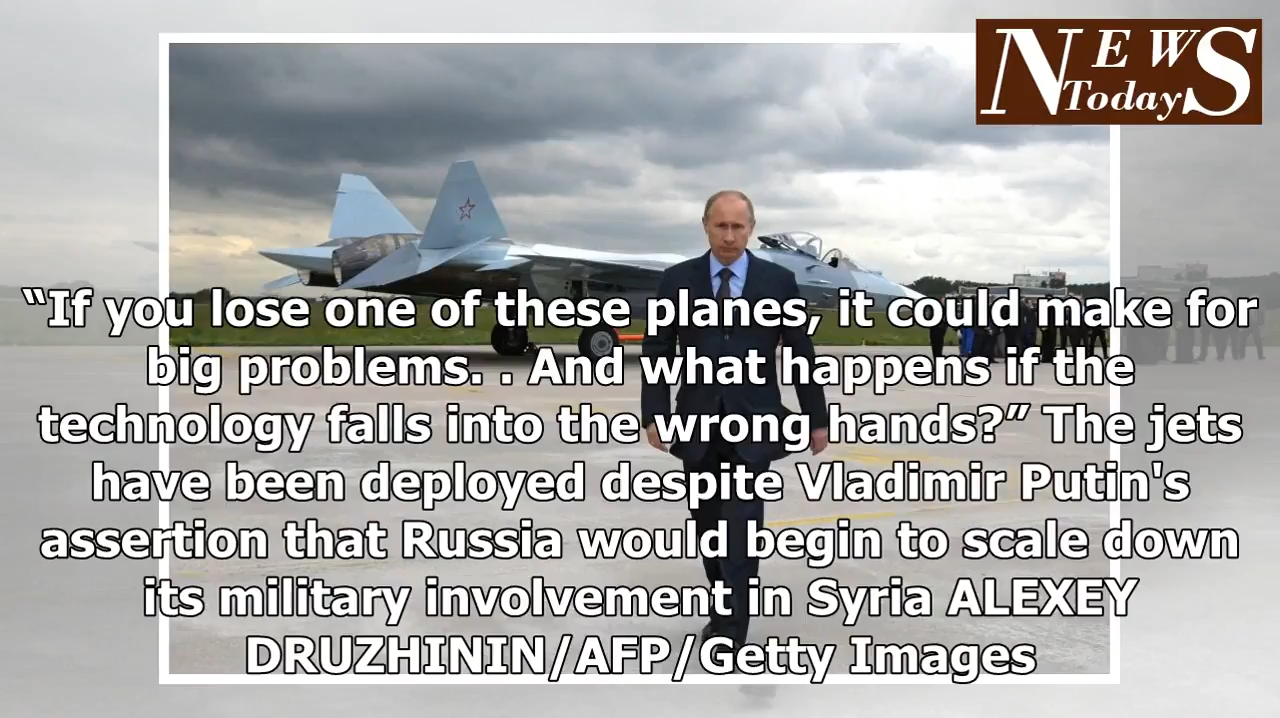 NEWS
Today
“If you lose one of these planes, it could make for
big problems. . And what happens if the
technology falls into the wrong hands?” The jets
have been deployed despite Vladimir Putin's
assertion that Russia would begin to scale down
its military involvement in Syria ALEXEY
DRUZHININ/AFP/Getty Images